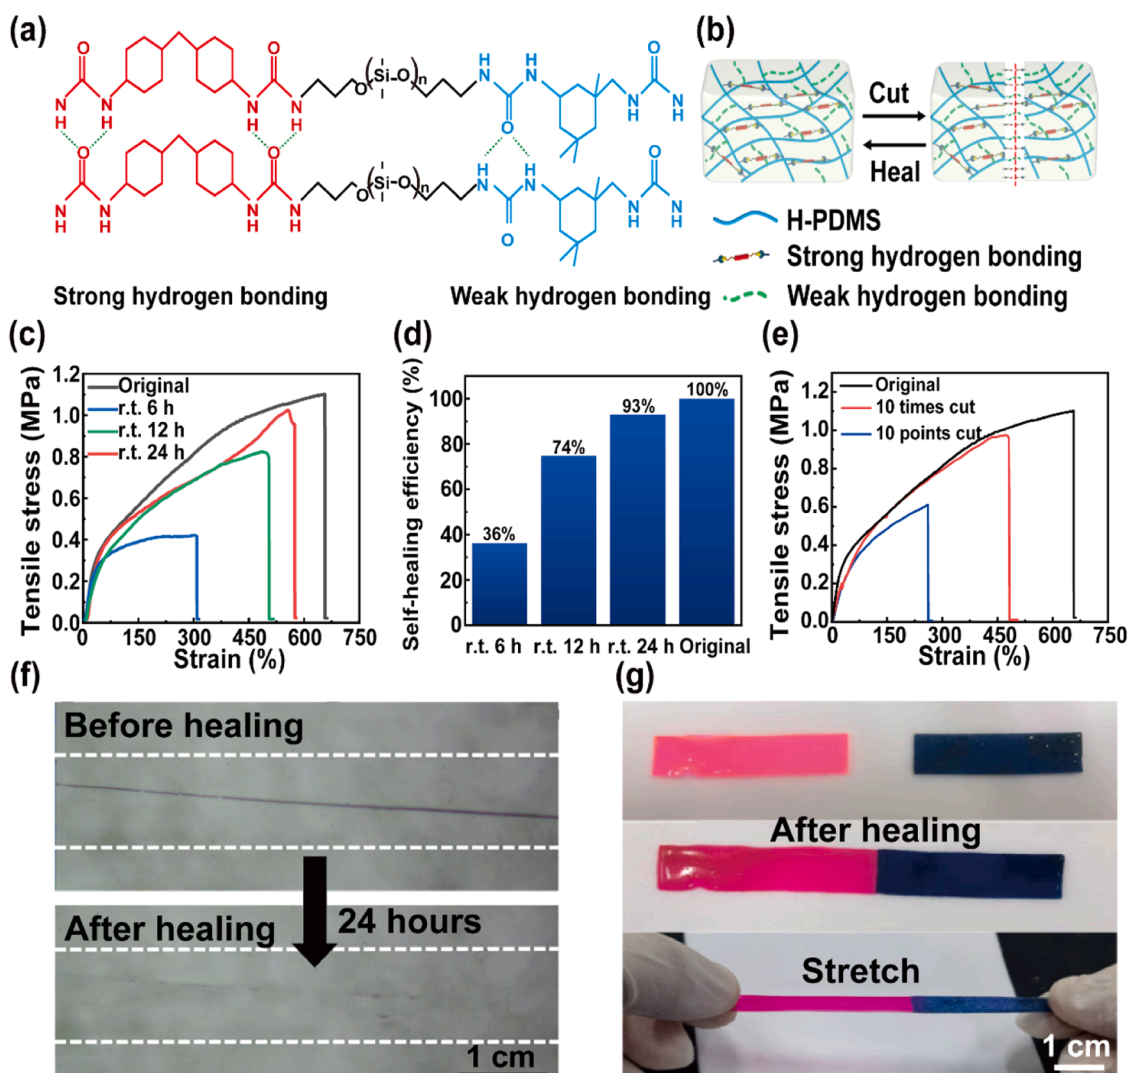 (a)
O
O
O
O
N
H
N
H
N
H
N
H
O
(Si–O)n
N
H
N
H
O
N
H
N
H
O
O
N
H
N
H
N
H
N
H
O
(Si–O)n
N
H
N
H
O
N
H
N
H
Strong hydrogen bonding
Weak hydrogen bonding
(b)
Cut
Heal
H-PDMS
Strong hydrogen bonding
Weak hydrogen bonding
(c)
Tensile stress (MPa)
1.2
1.0
0.8
0.6
0.4
0.2
0.0
Original
r.t. 6 h
r.t. 12 h
r.t. 24 h
0 150 300 450 600 750
Strain (%)
(d)
Self-healing efficiency (%)
100
80
60
40
20
0
36%
74%
93%
100%
r.t. 6 h r.t. 12 h r.t. 24 h Original
(e)
Tensile stress (MPa)
1.2
1.0
0.8
0.6
0.4
0.2
0.0
Original
10 times cut
10 points cut
0 150 300 450 600 750
Strain (%)
(f)
Before healing
After healing
24 hours
1 cm
(g)
After healing
Stretch
1 cm